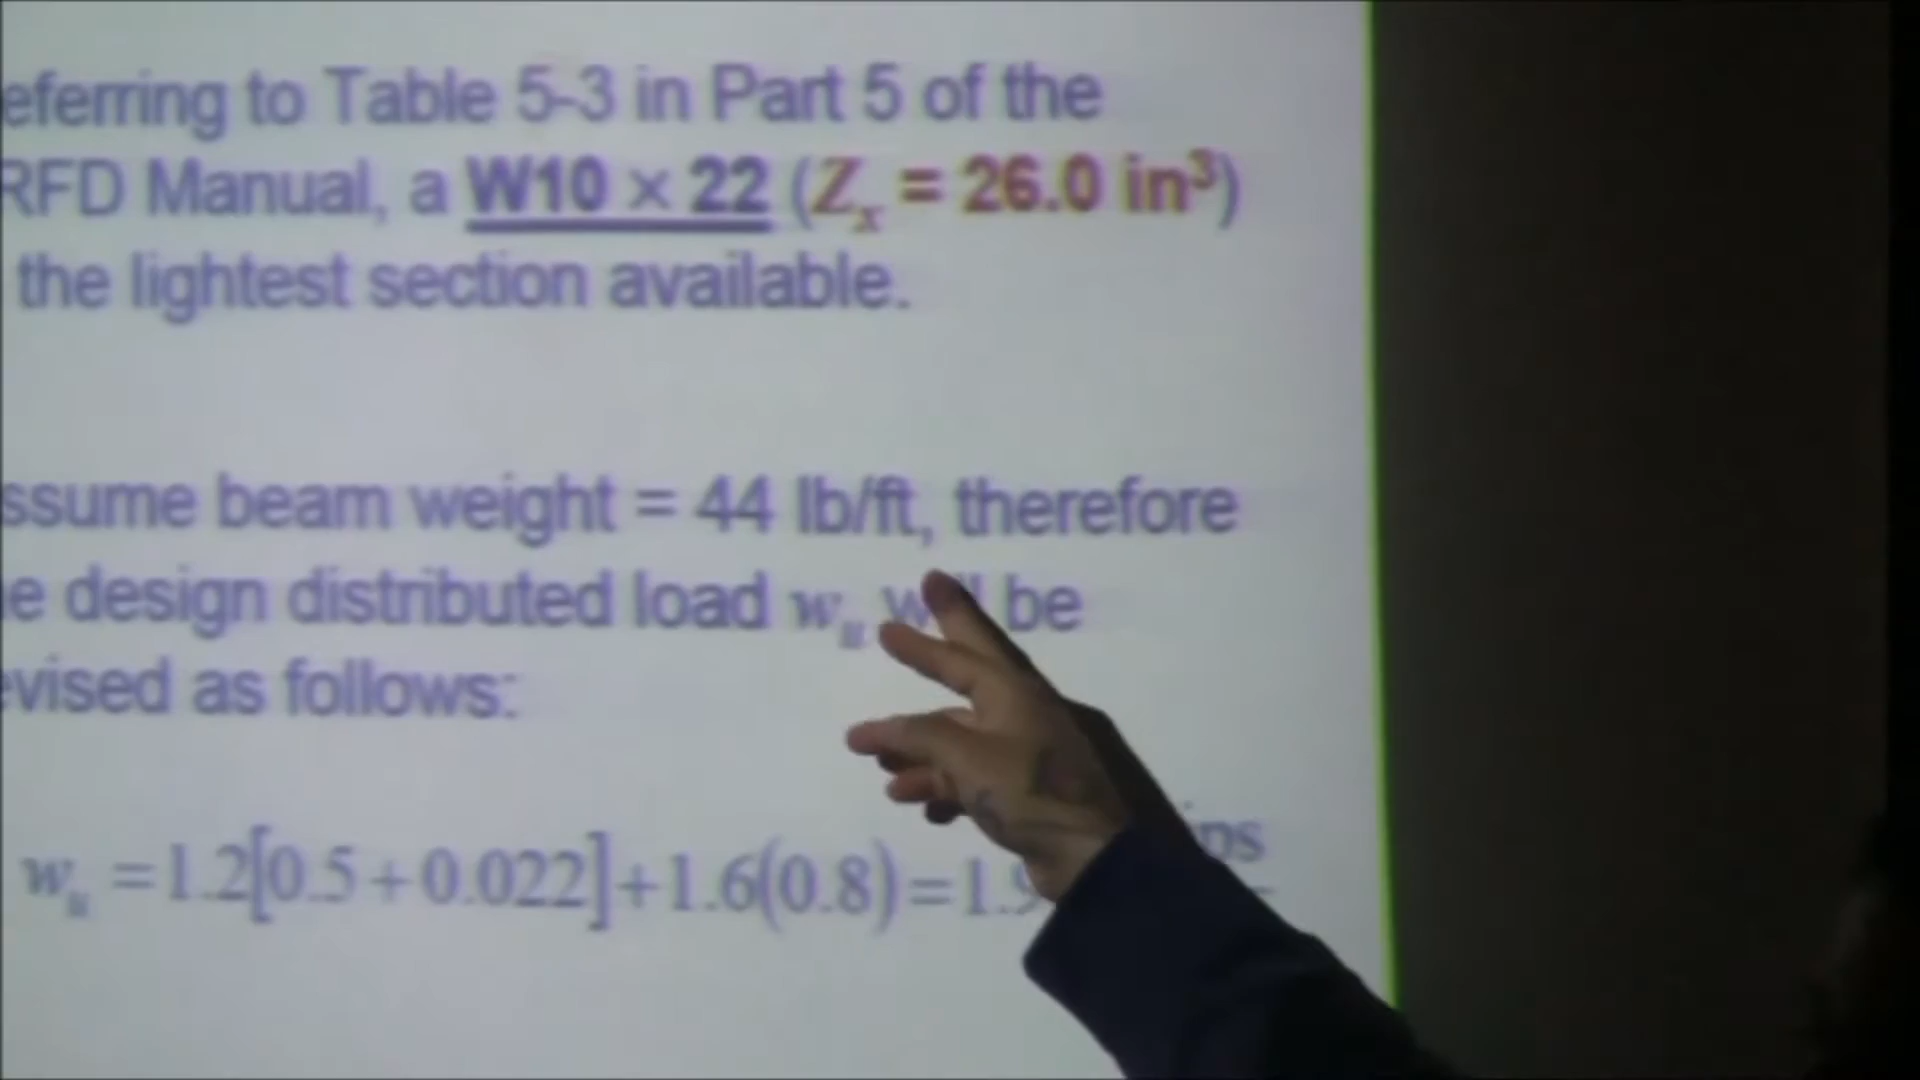 eferring to Table 5-3 in Part 5 of the
RFD Manual, a W10 × 22 (Zx = 26.0 in³)
the lightest section available.
ssume beam weight = 44 lb/ft, therefore
e design distributed load wu will be
evised as follows:
wu = 1.2[0.5 + 0.022] + 1.6(0.8) = 1.9 ips